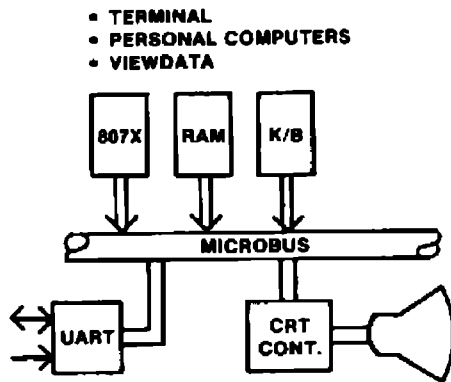 • TERMINAL
• PERSONAL COMPUTERS
• VIEWDATA
807X
RAM
K/B
MICROBUS
UART
CRT
CONT.